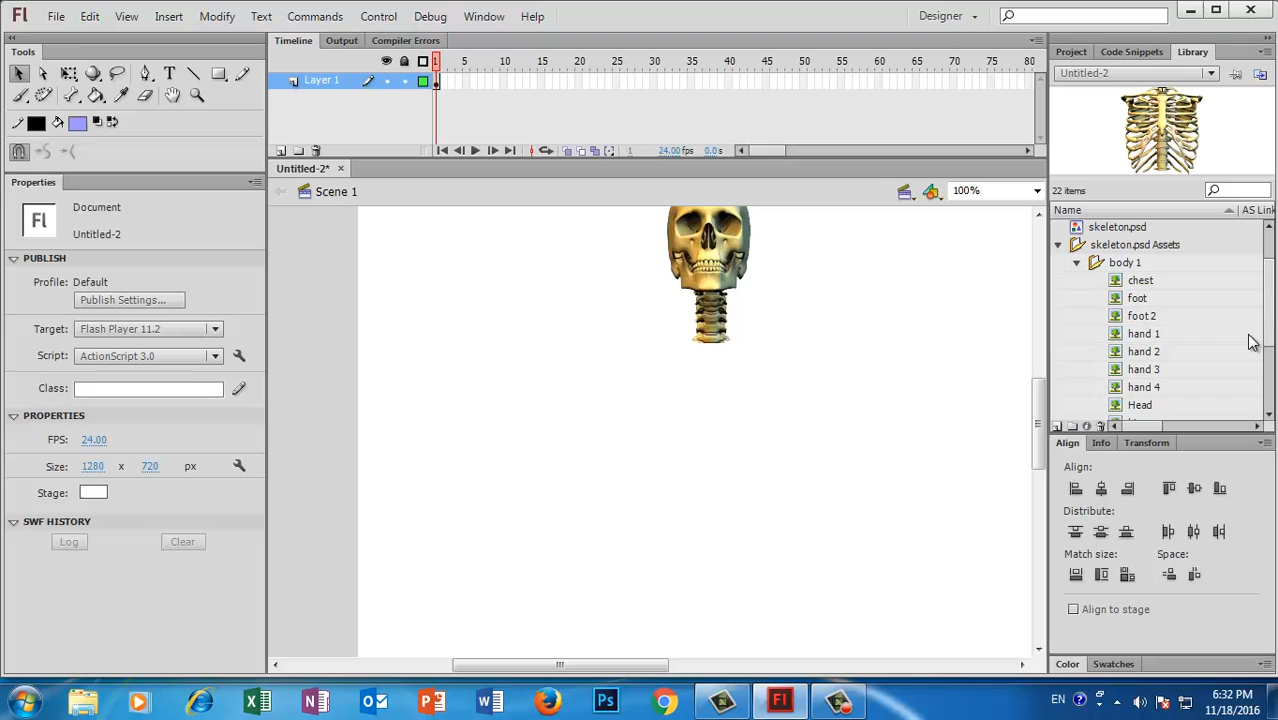 Fl File Edit View Insert Modify Text Commands Control Debug Window Help Designer
Tools
Timeline Output Compiler Errors
Project Code Snippets Library
1 5 10 15 20 25 30 35 40 45 50 55 60 65 70 75 80
Untitled-2
Layer 1
1 24.00 fps 0.0 s
Untitled-2*
Scene 1
100%
Properties
Fl
Document
Untitled-2
PUBLISH
Profile: Default
Publish Settings...
Target: Flash Player 11.2
Script: ActionScript 3.0
Class:
PROPERTIES
FPS: 24.00
Size: 1280 x 720 px
Stage:
SWF HISTORY
Log Clear
22 items
Name AS Link
skeleton.psd
skeleton.psd Assets
body 1
chest
foot
foot 2
hand 1
hand 2
hand 3
hand 4
Head
Align Info Transform
Align:
Distribute:
Match size: Space:
Align to stage
Color Swatches
EN
6:32 PM
11/18/2016